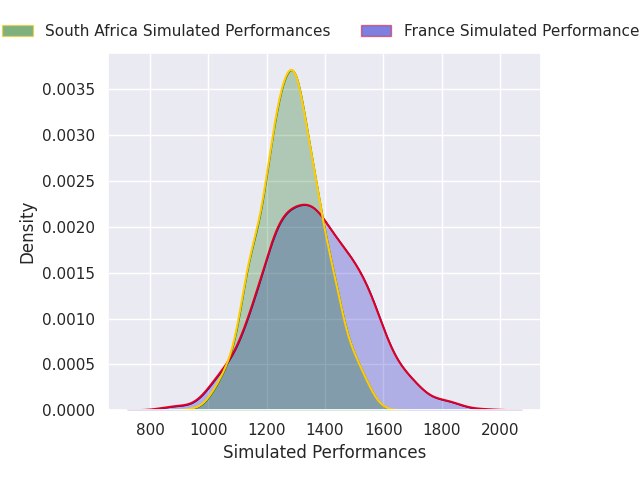 South Africa Simulated Performances
France Simulated Performance
0.0035
0.0030
0.0025
0.0020
0.0015
0.0010
0.0005
0.0000
Density
800 1000 1200 1400 1600 1800 2000
Simulated Performances